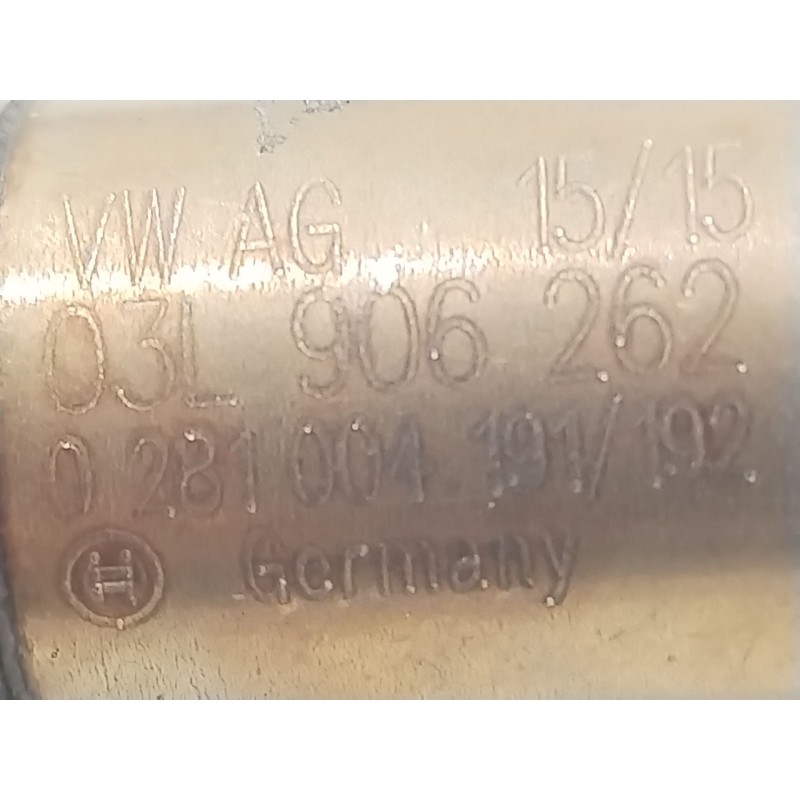 VW AG 15/15
03L 906 262
0 281 004 191/192
Germany